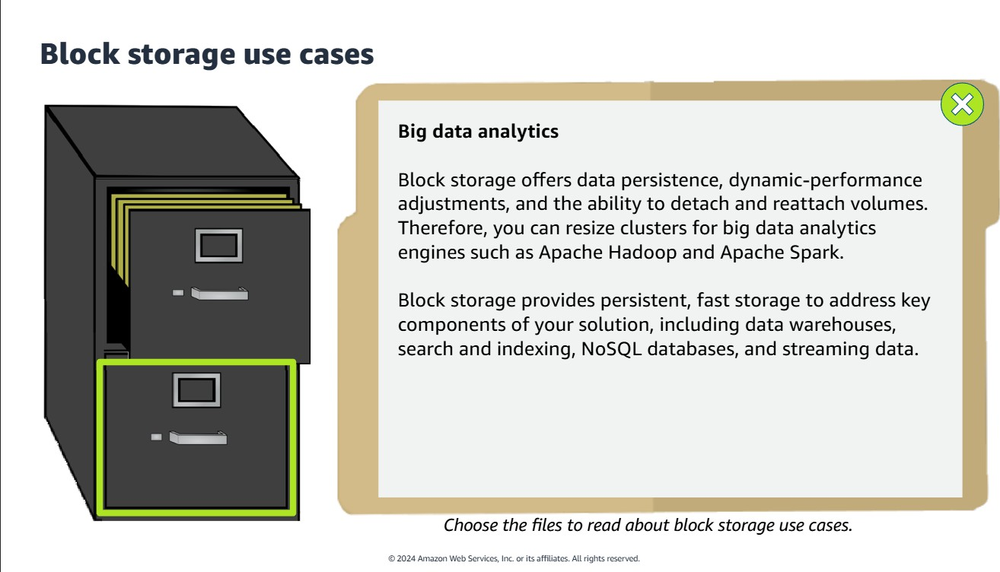 Block storage use cases
Big data analytics
Block storage offers data persistence, dynamic-performance
adjustments, and the ability to detach and reattach volumes.
Therefore, you can resize clusters for big data analytics
engines such as Apache Hadoop and Apache Spark.
Block storage provides persistent, fast storage to address key
components of your solution, including data warehouses,
search and indexing, NoSQL databases, and streaming data.
Choose the files to read about block storage use cases.
© 2024 Amazon Web Services, Inc. or its affiliates. All rights reserved.